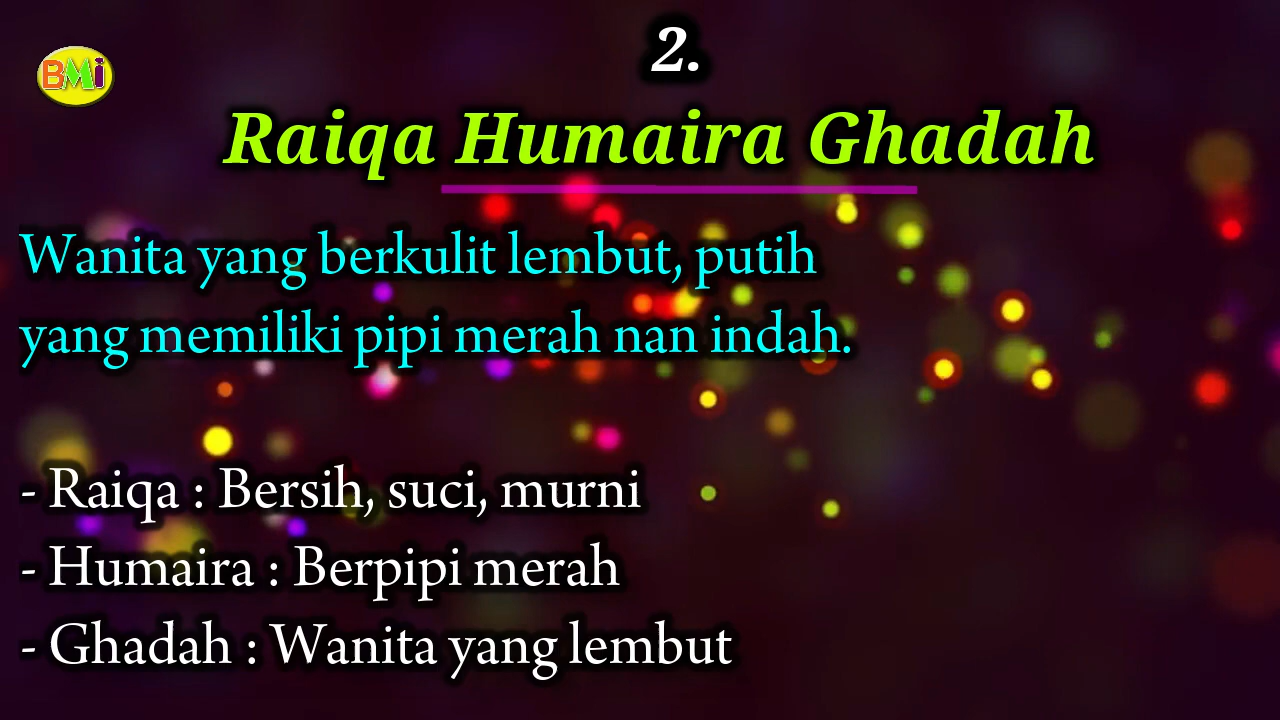 BMi
2.
Raiqa Humaira Ghadah
Wanita yang berkulit lembut, putih
yang memiliki pipi merah nan indah.
- Raiqa : Bersih, suci, murni
- Humaira : Berpipi merah
- Ghadah : Wanita yang lembut